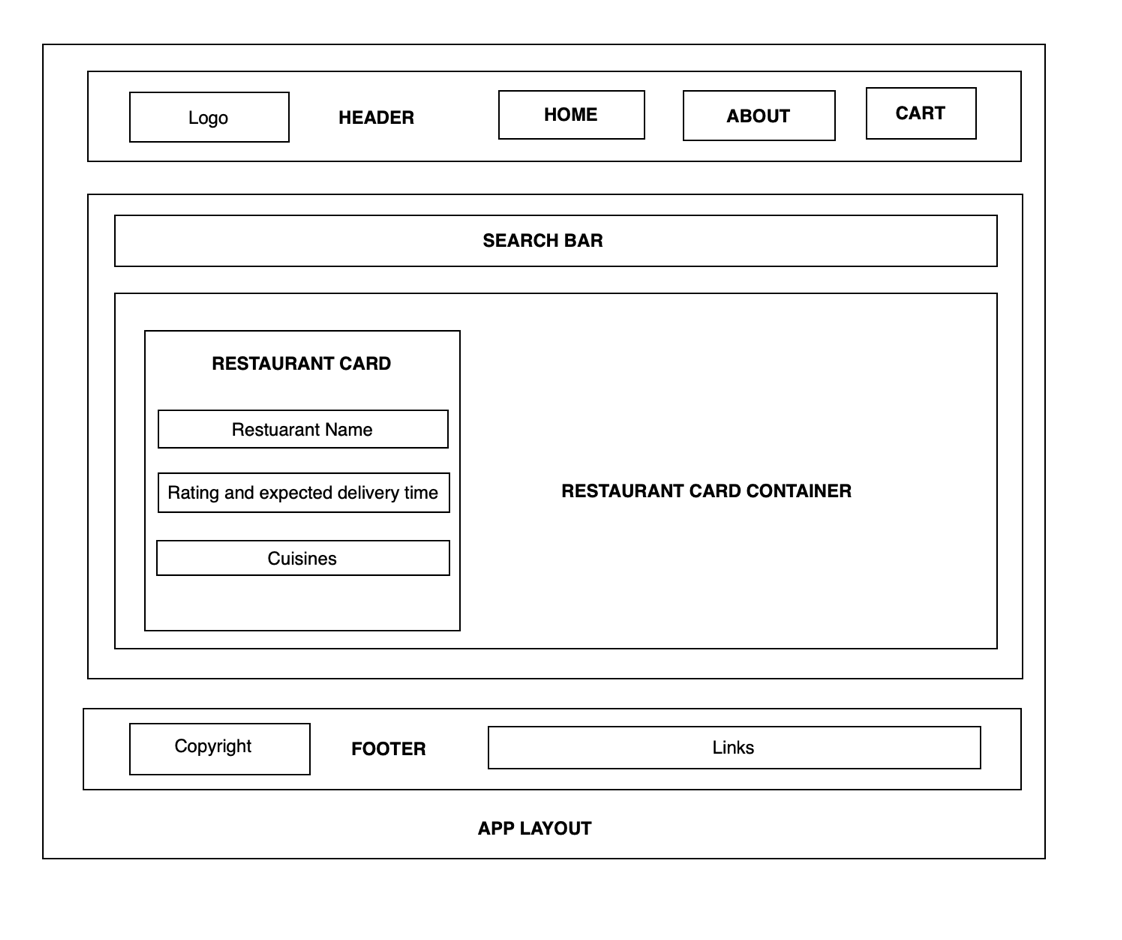 Logo
HEADER
HOME
ABOUT
CART
SEARCH BAR
RESTAURANT CARD
Restuarant Name
Rating and expected delivery time
Cuisines
RESTAURANT CARD CONTAINER
Copyright
FOOTER
Links
APP LAYOUT